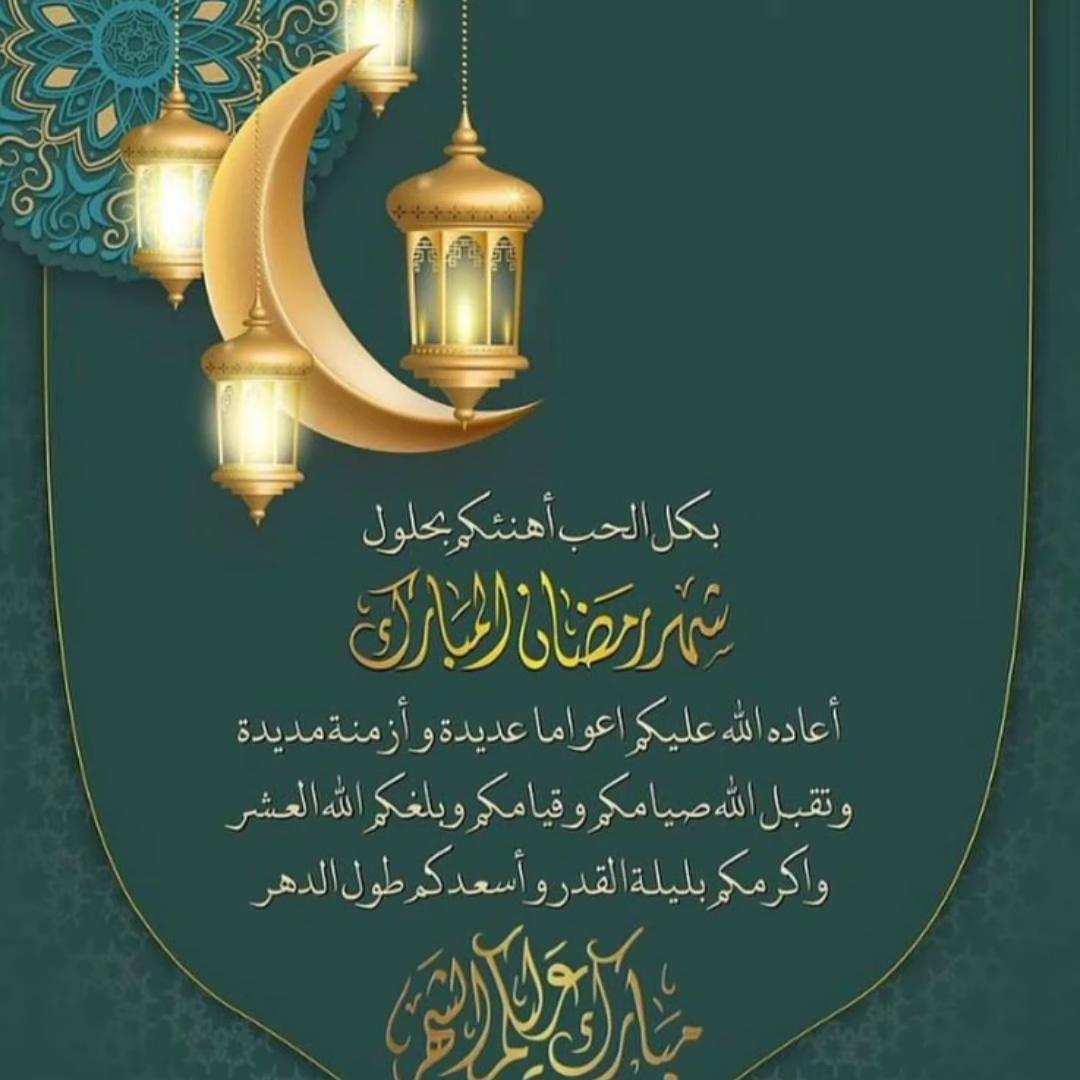 بكل الحب أهنئكم بحلول
شهر رمضان المبارك
أعاده الله عليكم اعواما عديدة و أزمنة مديدة
وتقبل الله صيامكم و قيامكم وبلغكم الله العشر
واكرمكم بليلة القدر و أسعدكم طول الدهر
مبارك عليكم الشهر